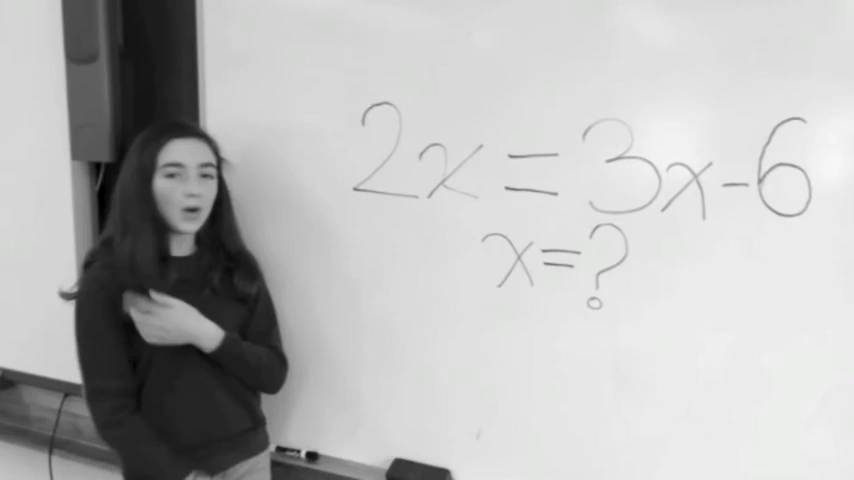 2x = 3x - 6
x = ?